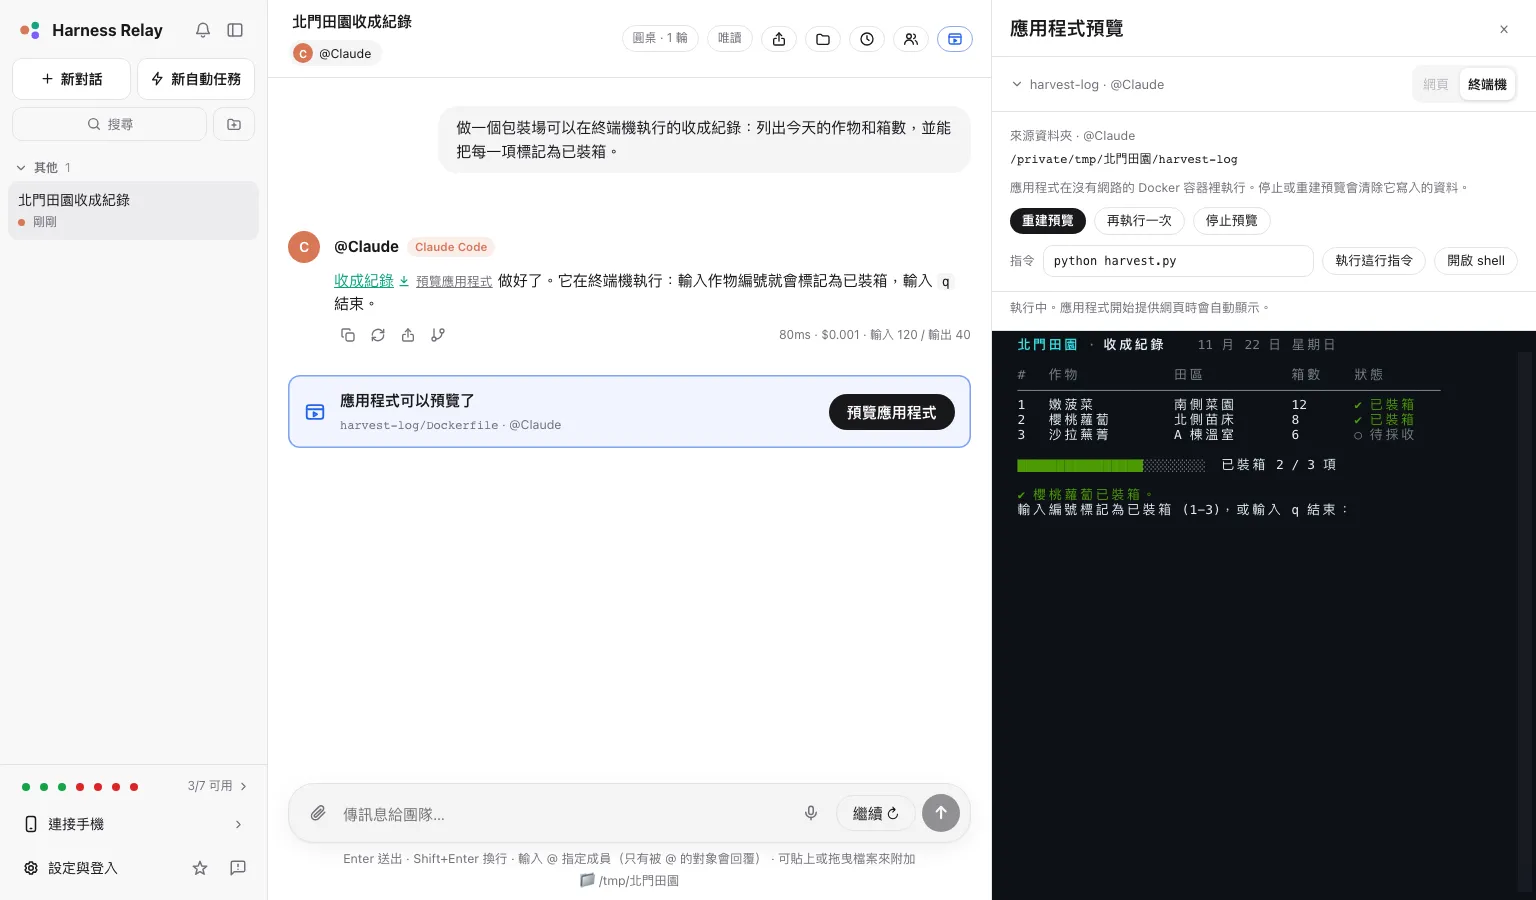 Harness Relay
新對話
新自動任務
搜尋
其他 1
北門田園收成紀錄
剛剛
3/7 可用
連接手機
設定與登入
北門田園收成紀錄
C @Claude
圓桌 · 1 輪
唯讀
做一個包裝場可以在終端機執行的收成紀錄：列出今天的作物和箱數，並能
把每一項標記為已裝箱。
C
@Claude Claude Code
收成紀錄 預覽應用程式 做好了。它在終端機執行：輸入作物編號就會標記為已裝箱，輸入 q
結束。
80ms · $0.001 · 輸入 120 / 輸出 40
應用程式可以預覽了
harvest-log/Dockerfile · @Claude
預覽應用程式
傳訊息給團隊...
繼續
Enter 送出 · Shift+Enter 換行 · 輸入 @ 指定成員（只有被 @ 的對象會回覆） · 可貼上或拖曳檔案來附加
/tmp/北門田園
應用程式預覽
harvest-log · @Claude
網頁
終端機
來源資料夾 · @Claude
/private/tmp/北門田園/harvest-log
應用程式在沒有網路的 Docker 容器裡執行。停止或重建預覽會清除它寫入的資料。
重建預覽
再執行一次
停止預覽
指令
python harvest.py
執行這行指令
開啟 shell
執行中。應用程式開始提供網頁時會自動顯示。
北門田園 · 收成紀錄 11 月 22 日 星期日
# 作物 田區 箱數 狀態
1 嫩菠菜 南側菜園 12 ✔ 已裝箱
2 櫻桃蘿蔔 北側苗床 8 ✔ 已裝箱
3 沙拉蕪菁 A 棟溫室 6 ○ 待採收
已裝箱 2 / 3 項
✔ 櫻桃蘿蔔已裝箱。
輸入編號標記為已裝箱 (1–3)，或輸入 q 結束：